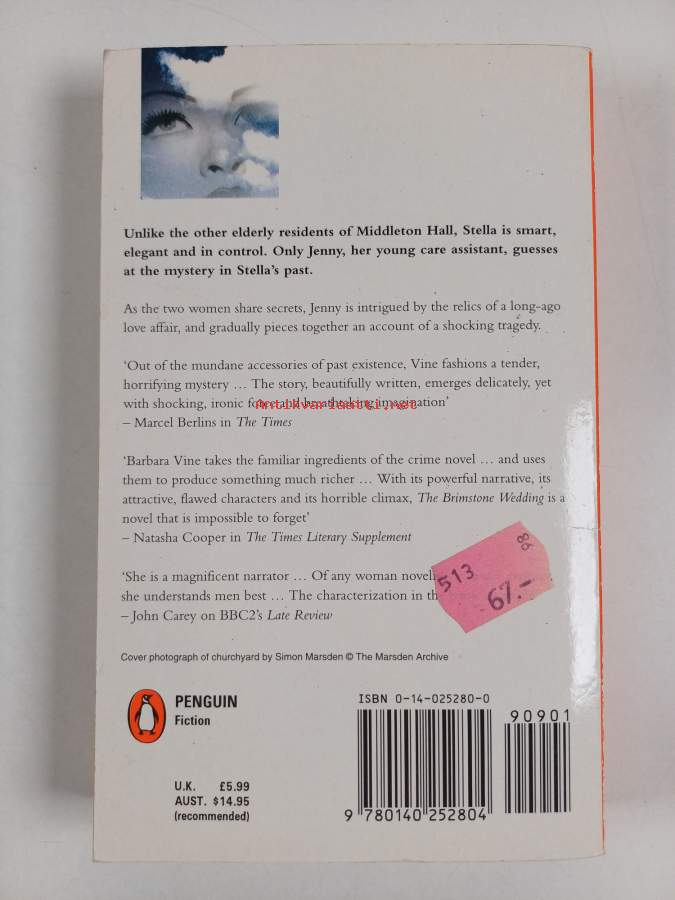 Unlike the other elderly residents of Middleton Hall, Stella is smart,
elegant and in control. Only Jenny, her young care assistant, guesses
at the mystery in Stella's past.
As the two women share secrets, Jenny is intrigued by the relics of a long-ago
love affair, and gradually pieces together an account of a shocking tragedy.
'Out of the mundane accessories of past existence, Vine fashions a tender,
horrifying mystery … The story, beautifully written, emerges delicately, yet
with shocking, ironic force and breathtaking imagination'
Antikvariaatti.net
– Marcel Berlins in The Times
'Barbara Vine takes the familiar ingredients of the crime novel … and uses
them to produce something much richer … With its powerful narrative, its
attractive, flawed characters and its horrible climax, The Brimstone Wedding is a
novel that is impossible to forget'
– Natasha Cooper in The Times Literary Supplement
'She is a magnificent narrator … Of any woman novel
she understands men best … The characterization in th
– John Carey on BBC2's Late Review
513
98
67.-
Cover photograph of churchyard by Simon Marsden © The Marsden Archive
PENGUIN
Fiction
U.K. £5.99
AUST. $14.95
(recommended)
ISBN 0-14-025280-0
90901
9 780140 252804